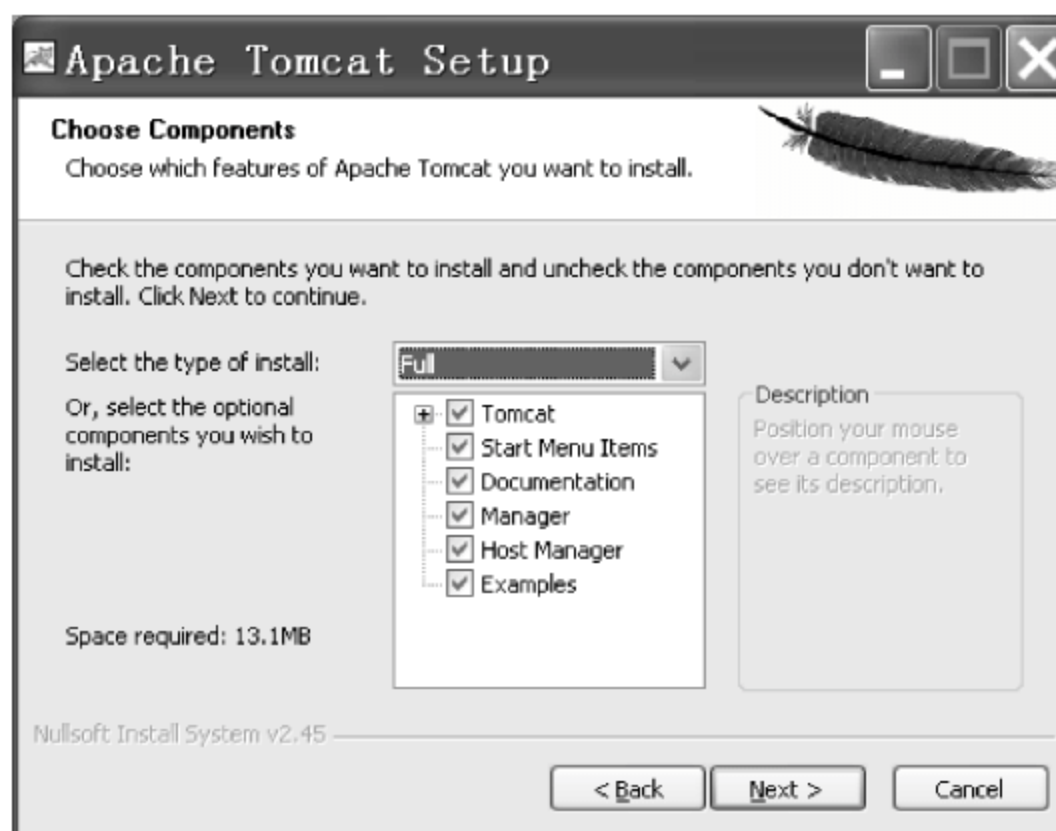 Apache Tomcat Setup
Choose Components
Choose which features of Apache Tomcat you want to install.
Check the components you want to install and uncheck the components you don't want to
install. Click Next to continue.
Select the type of install:
Full
Or, select the optional
components you wish to
install:
Tomcat
Start Menu Items
Documentation
Manager
Host Manager
Examples
Description
Position your mouse
over a component to
see its description.
Space required: 13.1MB
Nullsoft Install System v2.45
< Back
Next >
Cancel